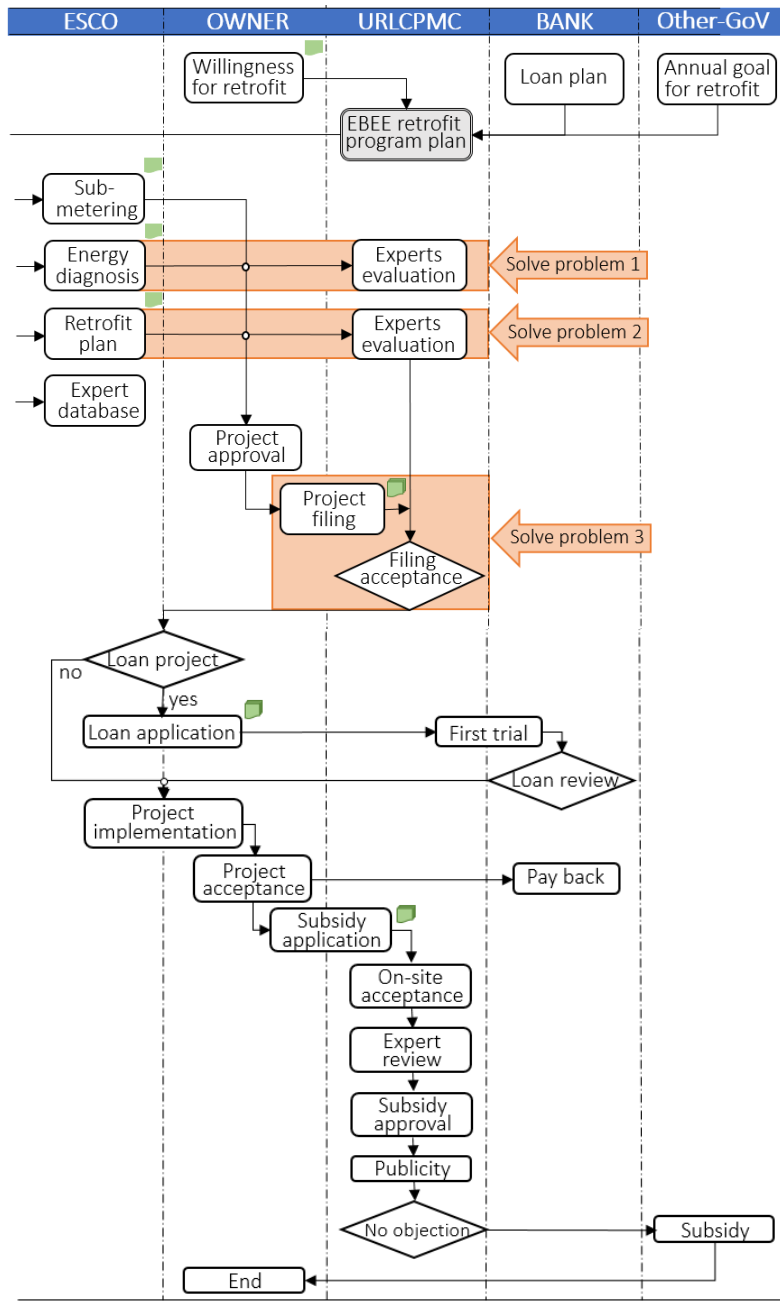 ESCO OWNER URLCPMC BANK Other-GoV
Willingness
for retrofit
Loan plan
Annual goal
for retrofit
EBEE retrofit
program plan
Sub-
metering
Energy
diagnosis
Experts
evaluation
Solve problem 1
Retrofit
plan
Experts
evaluation
Solve problem 2
Expert
database
Project
approval
Project
filing
Solve problem 3
Filing
acceptance
Loan project
no
yes
Loan application
First trial
Loan review
Project
implementation
Project
acceptance
Pay back
Subsidy
application
On-site
acceptance
Expert
review
Subsidy
approval
Publicity
No objection
Subsidy
End